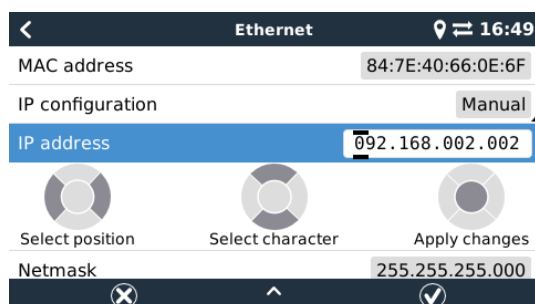 Ethernet 16:49
MAC address 84:7E:40:66:0E:6F
IP configuration Manual
IP address 092.168.002.002
Select position Select character Apply changes
Netmask 255.255.255.000